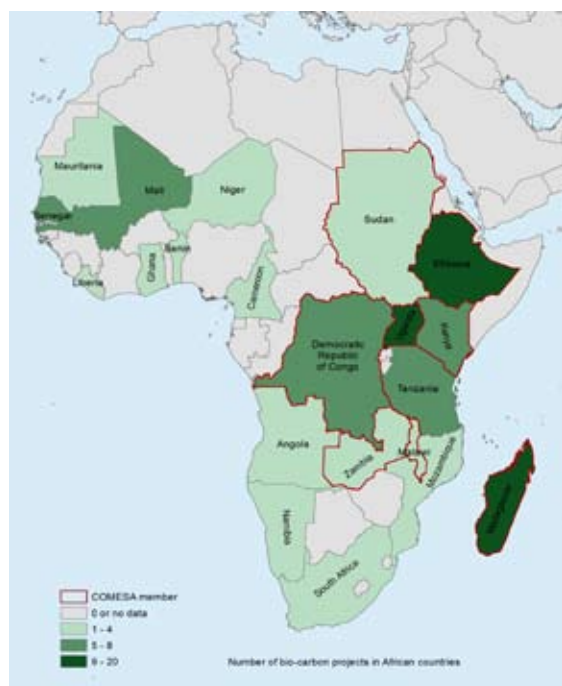 Mauritania
Mali
Niger
Senegal
Sudan
Benin
Ghana
Liberia
Cameroon
Ethiopia
Uganda
Kenya
Democratic
Republic
of Congo
Tanzania
Angola
Zambia
Malawi
Mozambique
Madagascar
Namibia
South Africa
COMESA member
0 or no data
1 - 4
5 - 8
Number of bio-carbon projects in African countries